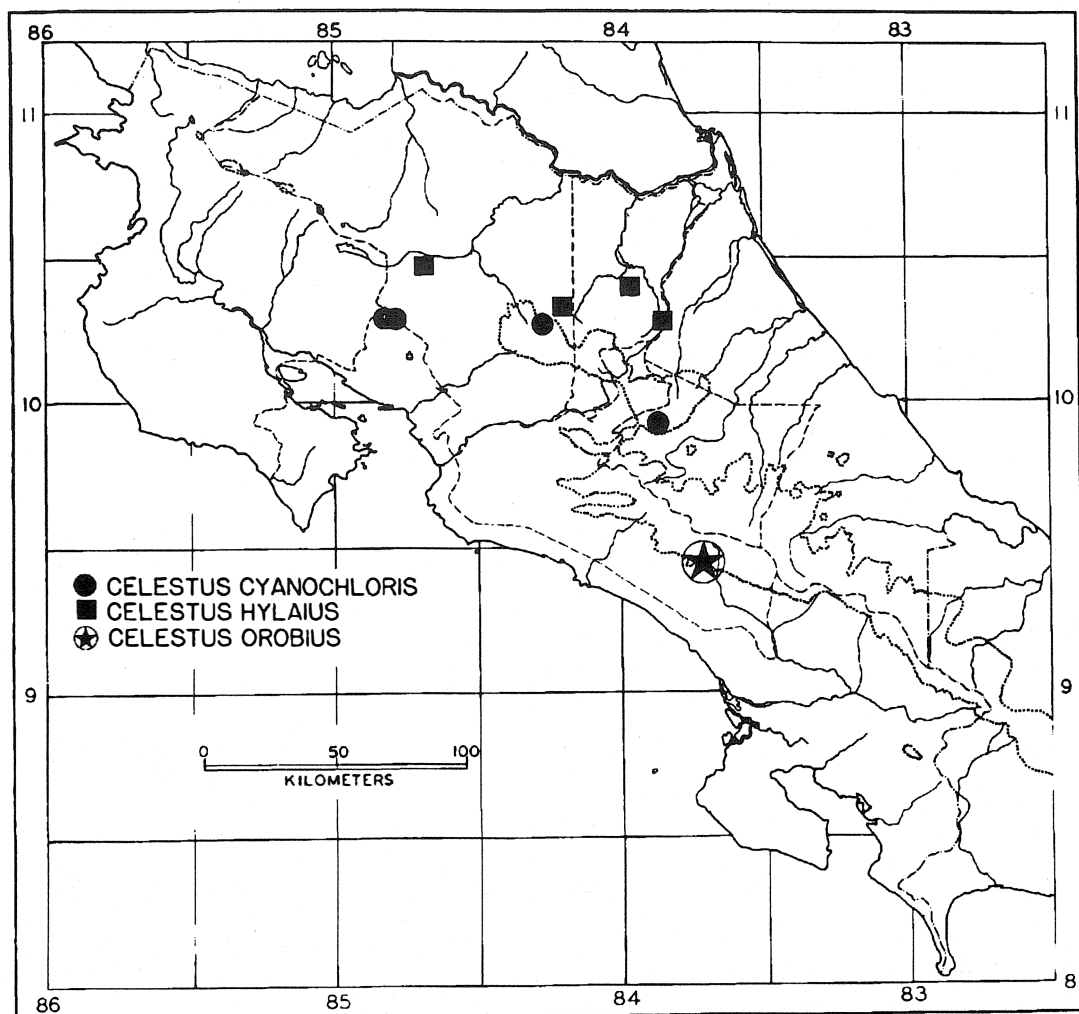 86 85 84 83
11 11
10 10
CELESTUS CYANOCHLORIS
CELESTUS HYLAIUS
CELESTUS OROBIUS
9 9
0 50 100
KILOMETERS
8
86 85 84 83